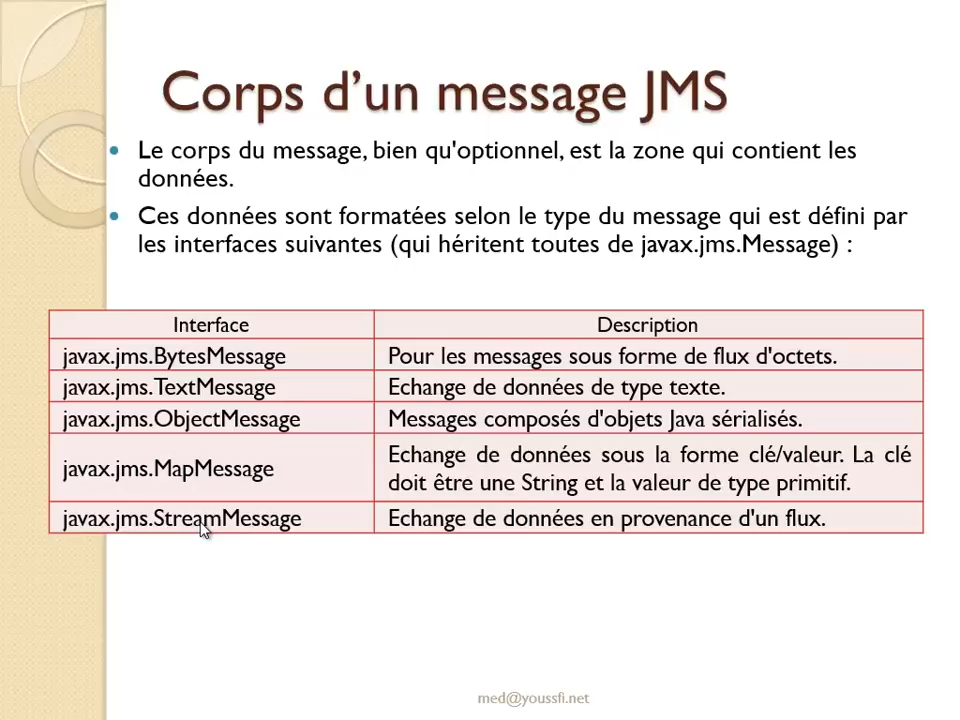 Corps d’un message JMS
Le corps du message, bien qu'optionnel, est la zone qui contient les
données.
Ces données sont formatées selon le type du message qui est défini par
les interfaces suivantes (qui héritent toutes de javax.jms.Message) :
Interface
Description
javax.jms.BytesMessage
Pour les messages sous forme de flux d'octets.
javax.jms.TextMessage
Echange de données de type texte.
javax.jms.ObjectMessage
Messages composés d'objets Java sérialisés.
javax.jms.MapMessage
Echange de données sous la forme clé/valeur. La clé
doit être une String et la valeur de type primitif.
javax.jms.StreamMessage
Echange de données en provenance d'un flux.
med@youssfi.net